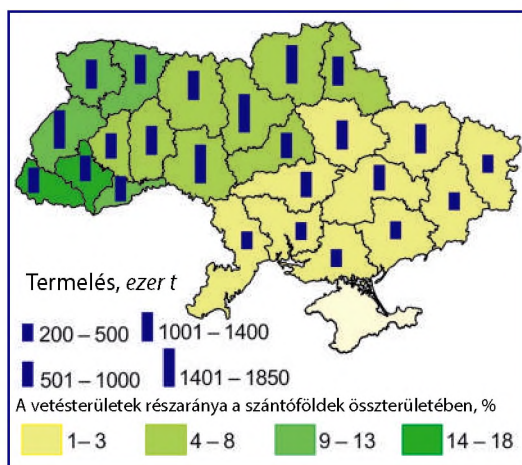 Termelés, ezer t
200 – 500
1001 – 1400
501 – 1000
1401 – 1850
A vetésterületek részaránya a szántóföldek összterületében, %
1 – 3
4 – 8
9 – 13
14 – 18